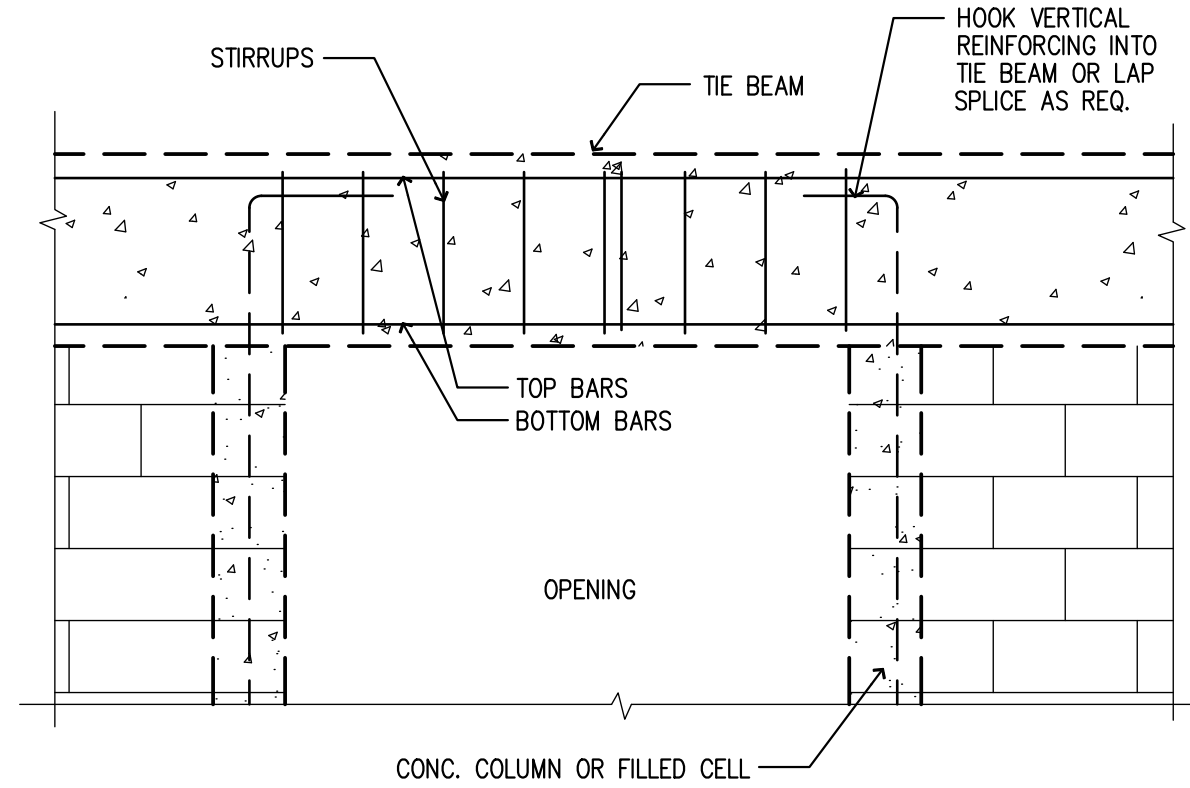 HOOK VERTICAL
REINFORCING INTO
TIE BEAM OR LAP
SPLICE AS REQ.
STIRRUPS
TIE BEAM
TOP BARS
BOTTOM BARS
OPENING
CONC. COLUMN OR FILLED CELL